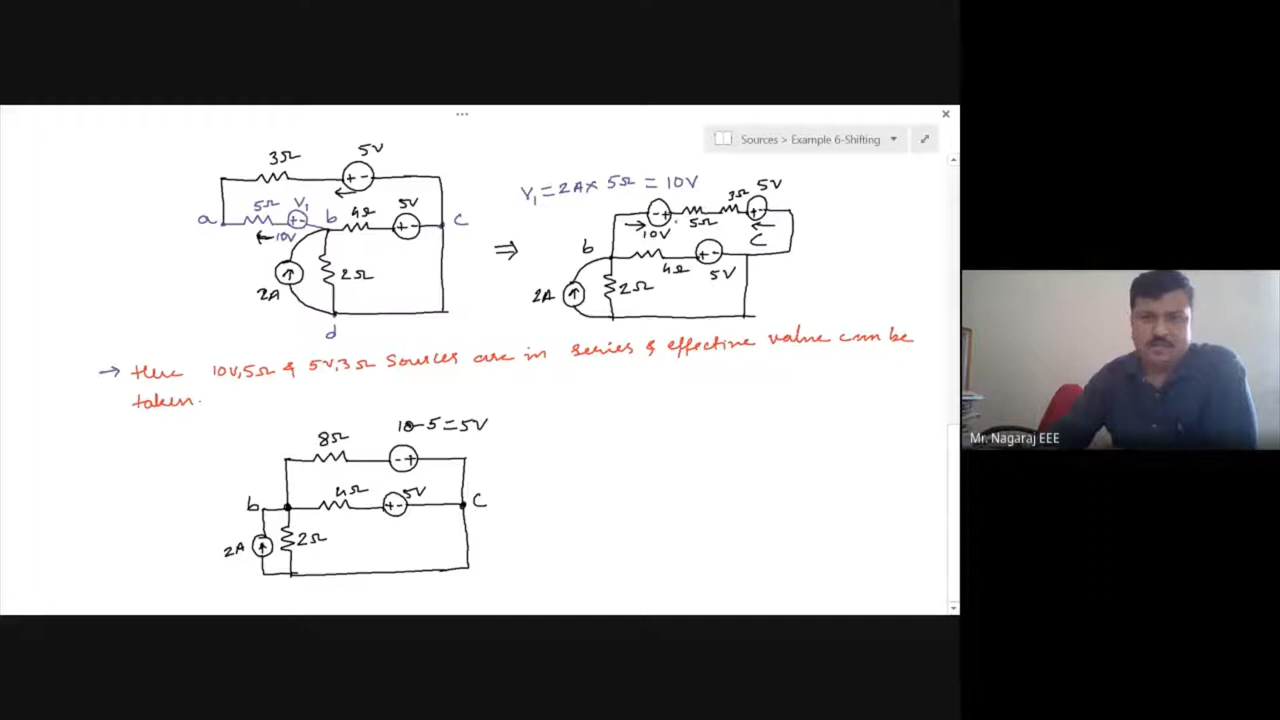 Sources > Example 6-Shifting
3Ω
5V
5Ω
V₁
a
b
4Ω
5V
c
10V
2A
2Ω
d
V₁ = 2A × 5Ω = 10V
⇒
10V
5Ω
3Ω
5V
b
4Ω
5V
C
2A
2Ω
→ Here 10V,5Ω & 5V,3Ω Sources are in series & effective value can be
taken.
8Ω
10-5=5V
b
4Ω
5V
C
2A
2Ω
Mr. Nagaraj EEE